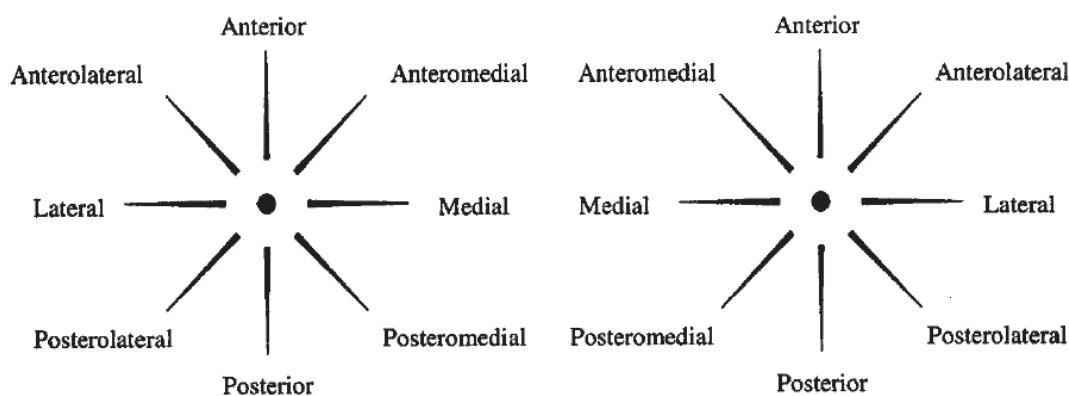 Anterior
Anterolateral
Anteromedial
Lateral
Medial
Posterolateral
Posteromedial
Posterior
Anterior
Anteromedial
Anterolateral
Medial
Lateral
Posteromedial
Posterolateral
Posterior